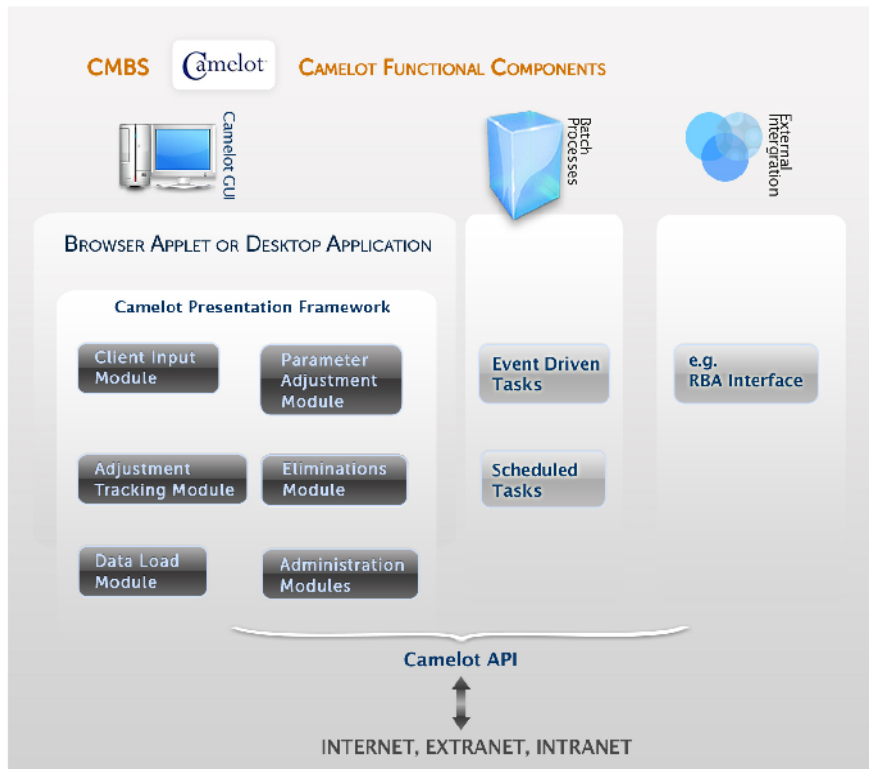 CMBS Camelot CAMELOT FUNCTIONAL COMPONENTS
Camelot GUI
Batch
Processes
External
Intergration
BROWSER APPLET OR DESKTOP APPLICATION
Camelot Presentation Framework
Client Input
Module
Parameter
Adjustment
Module
Event Driven
Tasks
e.g.
RBA Interface
Adjustment
Tracking Module
Eliminations
Module
Scheduled
Tasks
Data Load
Module
Administration
Modules
Camelot API
INTERNET, EXTRANET, INTRANET